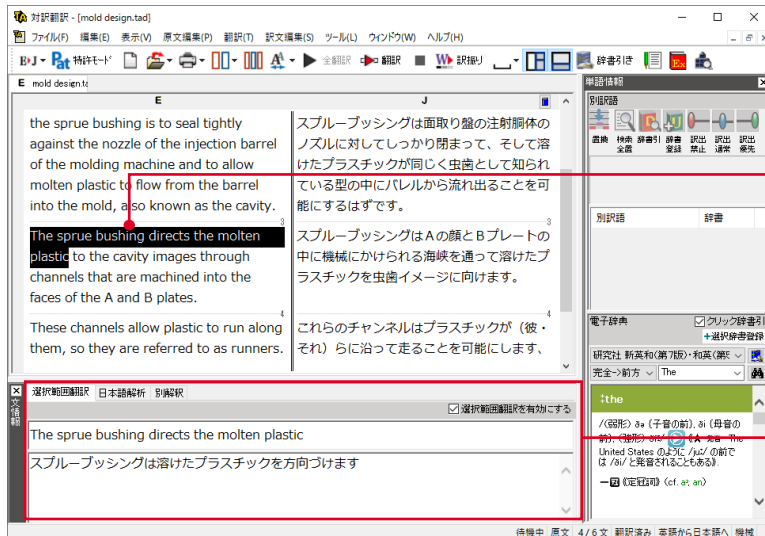 対訳翻訳 - [mold design.tad]
ファイル(F) 編集(E) 表示(V) 原文編集(P) 翻訳(T) 訳文編集(S) ツール(L) ウィンドウ(W) ヘルプ(H)
E▸J Pat 特許モード 全翻訳 翻訳 訳振り 辞書引き
E mold design.ta
E J
the sprue bushing is to seal tightly
against the nozzle of the injection barrel
of the molding machine and to allow
molten plastic to flow from the barrel
into the mold, also known as the cavity.
スプルーブッシングは面取り盤の注射胴体の
ノズルに対してしっかり閉まって、そして溶
けたプラスチックが同じく虫歯として知られ
ている型の中にバレルから流れ出ることを可
能にするはずです。
3
3
The sprue bushing directs the molten
plastic to the cavity images through
channels that are machined into the
faces of the A and B plates.
スプルーブッシングはAの顔とBプレートの
中に機械にかけられる海峡を通って溶けたプ
ラスチックを虫歯イメージに向けます。
4
4
These channels allow plastic to run along
them, so they are referred to as runners.
これらのチャンネルはプラスチックが（彼・
それ）らに沿って走ることを可能にします、
単語情報
別訳語
置換 検索全置 辞書引 辞書登録 訳出禁止 訳出通常 訳出優先
別訳語 辞書
電子辞典 クリック辞書引
+選択辞書登録
研究社 新英和(第7版)・和英(第5
完全->前方 The
:the
/(弱形) ðə (子音の前), ði (母音の
United States のように /juː/ の前で
は /ði/ と発音されることもある》.
《定冠詞》 (cf. a², an)
文情報
選択範囲翻訳 日本語解析 別解釈
選択範囲翻訳を有効にする
The sprue bushing directs the molten plastic
スプルーブッシングは溶けたプラスチックを方向づけます
待機中 原文 4/6文 翻訳済み 英語から日本語へ 機械